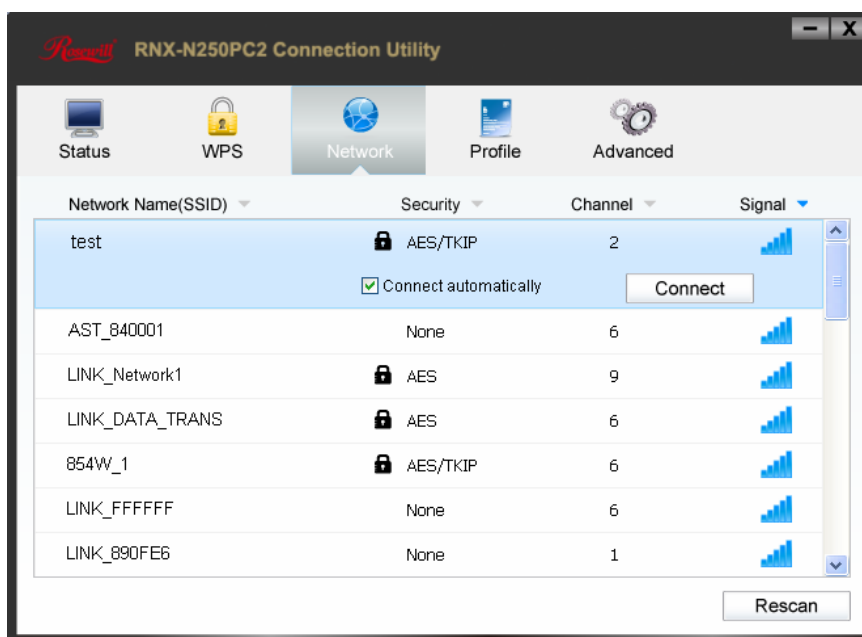 Rosewill RNX-N250PC2 Connection Utility
Status WPS Network Profile Advanced
Network Name(SSID) Security Channel Signal
test AES/TKIP 2
Connect automatically Connect
AST_840001 None 6
LINK_Network1 AES 9
LINK_DATA_TRANS AES 6
854W_1 AES/TKIP 6
LINK_FFFFFF None 6
LINK_890FE6 None 1
Rescan